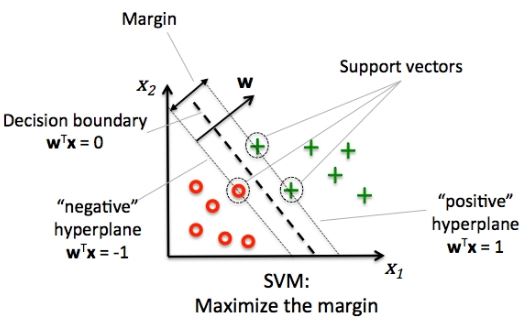 Margin
x₂
w
Support vectors
Decision boundary
wᵀx = 0
“negative”
hyperplane
wᵀx = -1
“positive”
hyperplane
wᵀx = 1
x₁
SVM:
Maximize the margin